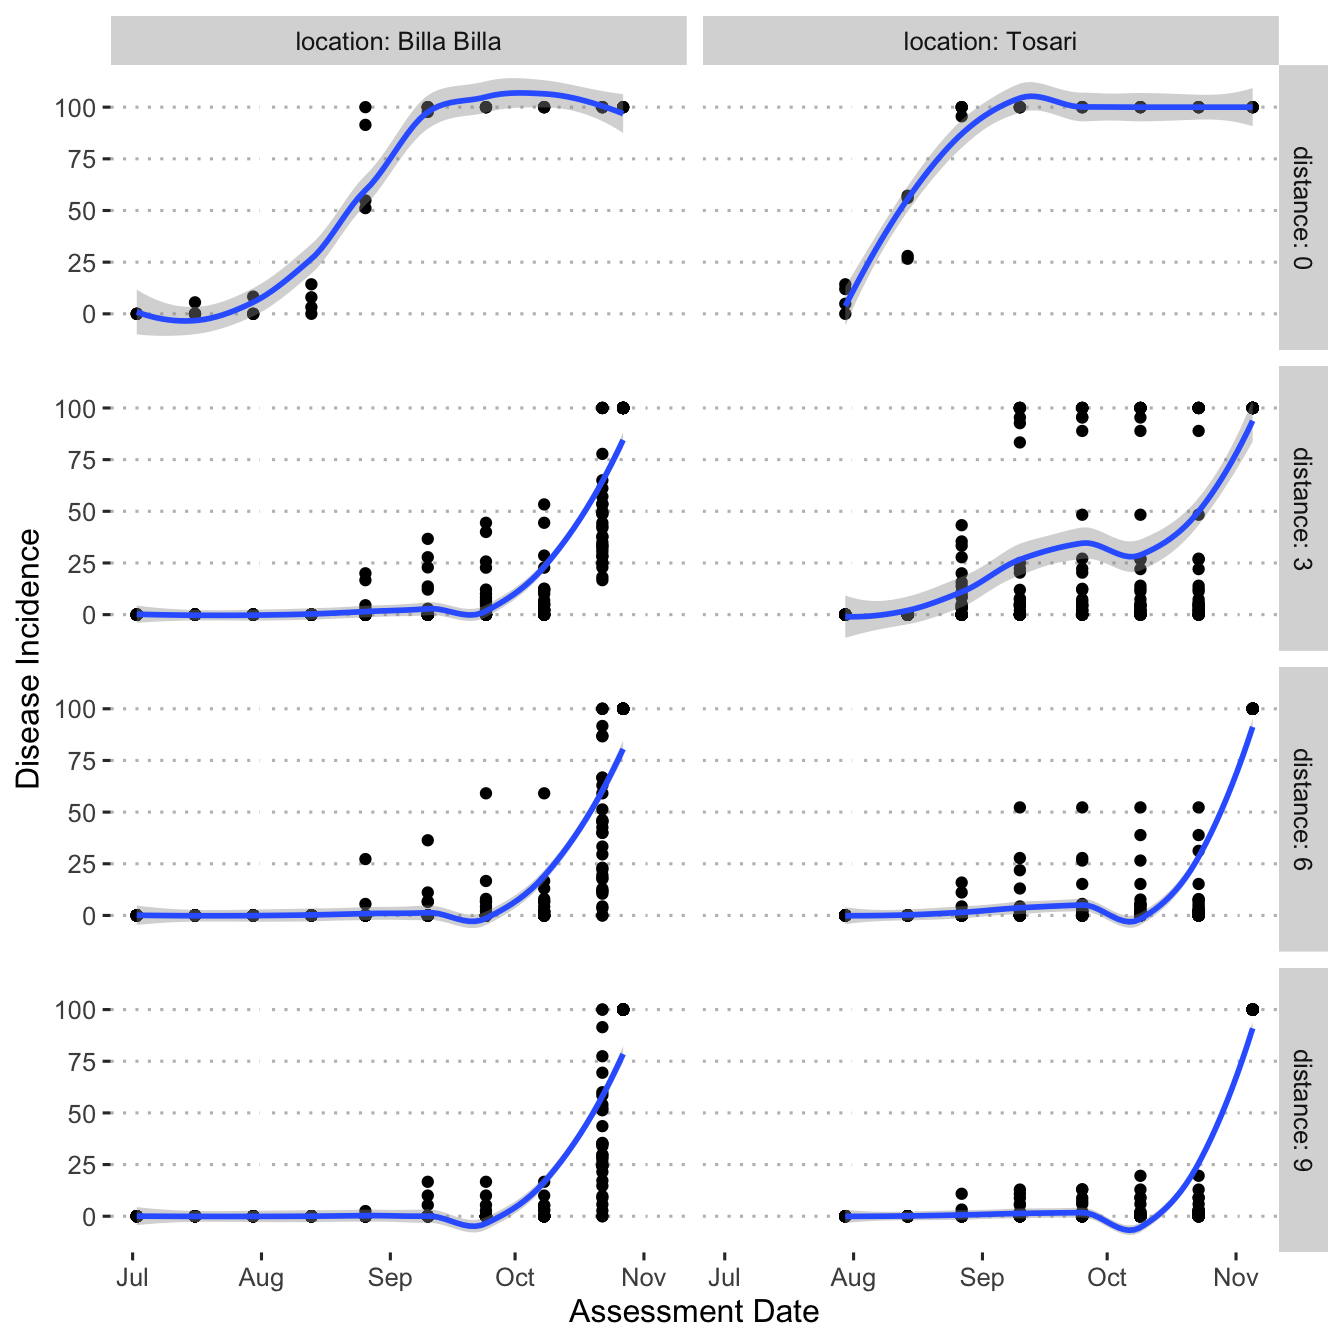 location: Billa Billa
location: Tosari
100
75
50
25
0
distance: 0
100
75
50
25
0
distance: 3
100
75
50
25
0
distance: 6
100
75
50
25
0
distance: 9
Disease Incidence
Jul Aug Sep Oct Nov Jul Aug Sep Oct Nov
Assessment Date